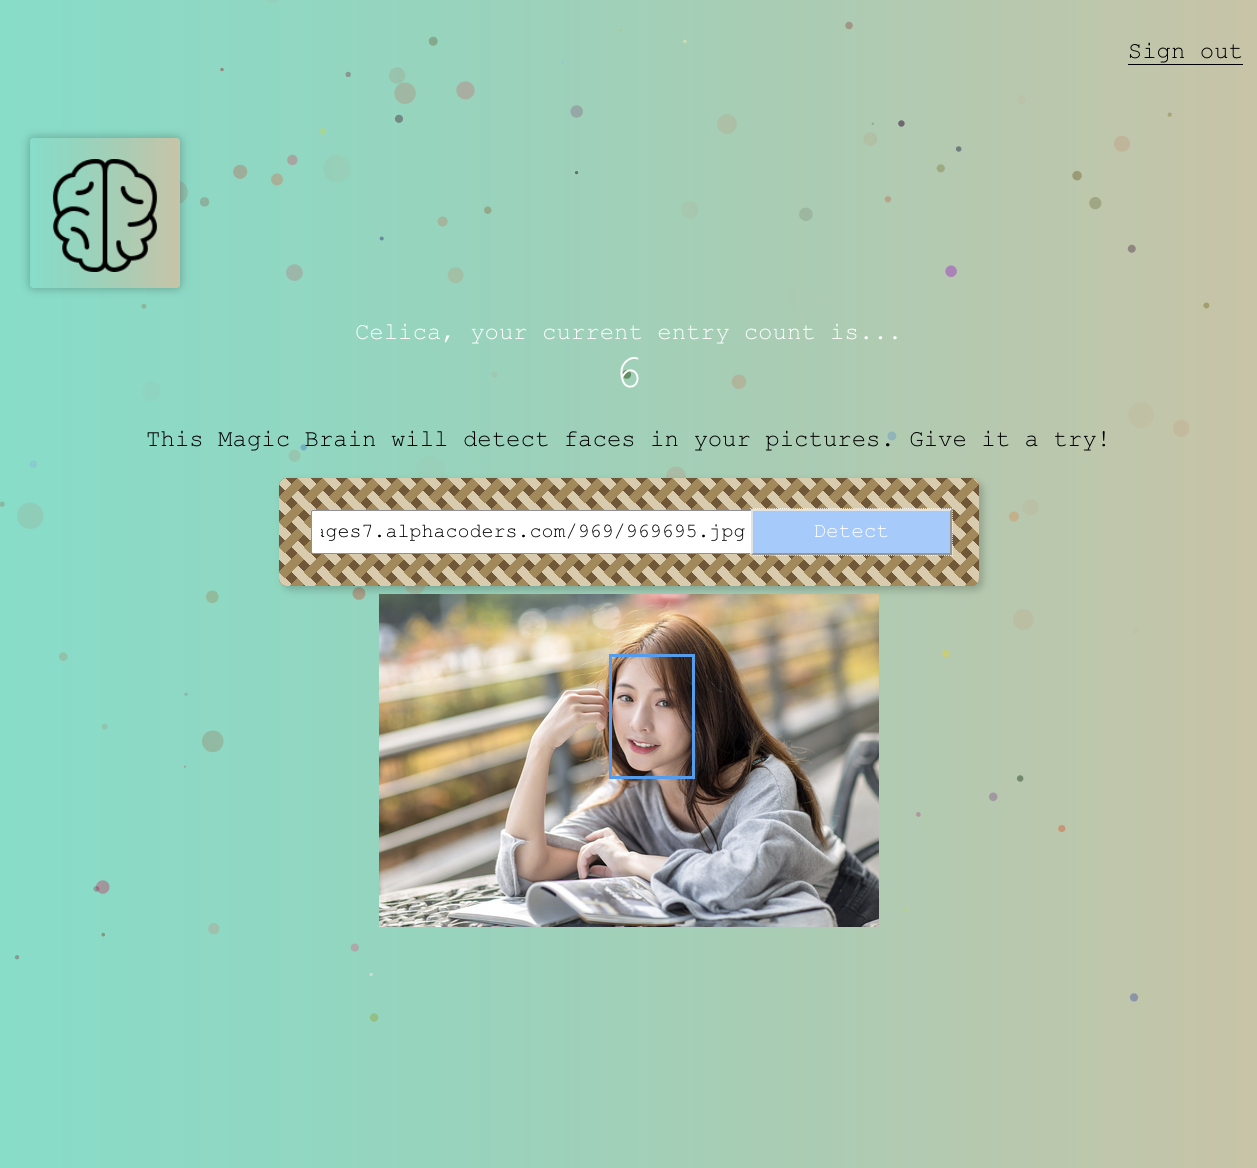 Sign out
Celica, your current entry count is...
6
This Magic Brain will detect faces in your pictures. Give it a try!
ages7.alphacoders.com/969/969695.jpg
Detect